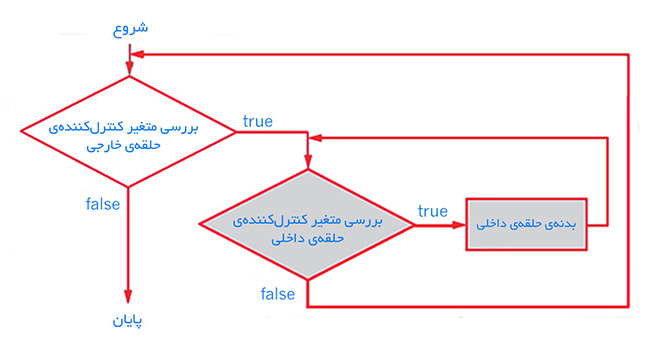 شروع
بررسی متغیر کنترل‌کننده‌ی
حلقه‌ی خارجی
true
false
بررسی متغیر کنترل‌کننده‌ی
حلقه‌ی داخلی
true
بدنه‌ی حلقه‌ی داخلی
false
پایان